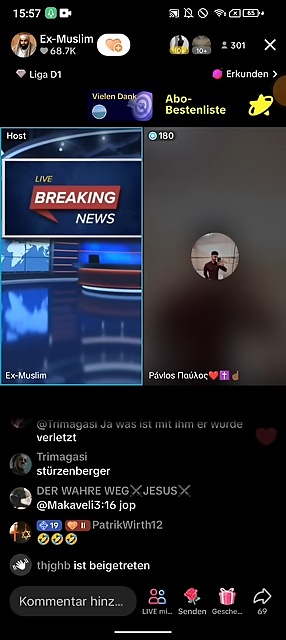 15:57
65%
Ex-Muslim
68.7K
10+
301
Liga D1
Erkunden >
Vielen Dank
Abo-
Bestenliste
Host
180
LIVE
BREAKING
NEWS
Ex-Muslim
Pávlos Παύλος❤️✝️☝🏽
@Trimagasi Ja was ist mit ihm er wurde
verletzt
Trimagasi
stürzenberger
DER WAHRE WEG╳JESUS╳
@Makaveli3:16 jop
19 II PatrikWirth12
🤣🤣🤣
thjghb ist beigetreten
Kommentar hinz...
LIVE mi...
Senden
Gesche...
69